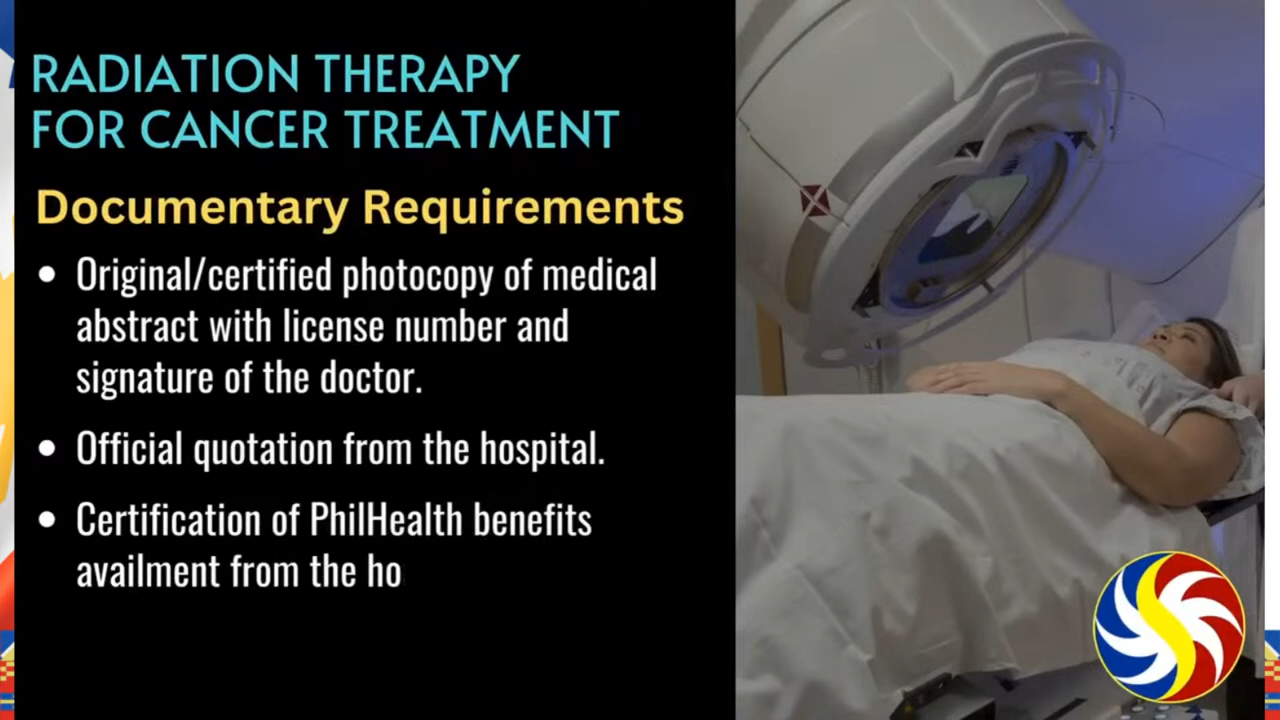 RADIATION THERAPY
FOR CANCER TREATMENT
Documentary Requirements
• Original/certified photocopy of medical
abstract with license number and
signature of the doctor.
• Official quotation from the hospital.
• Certification of PhilHealth benefits
availment from the ho